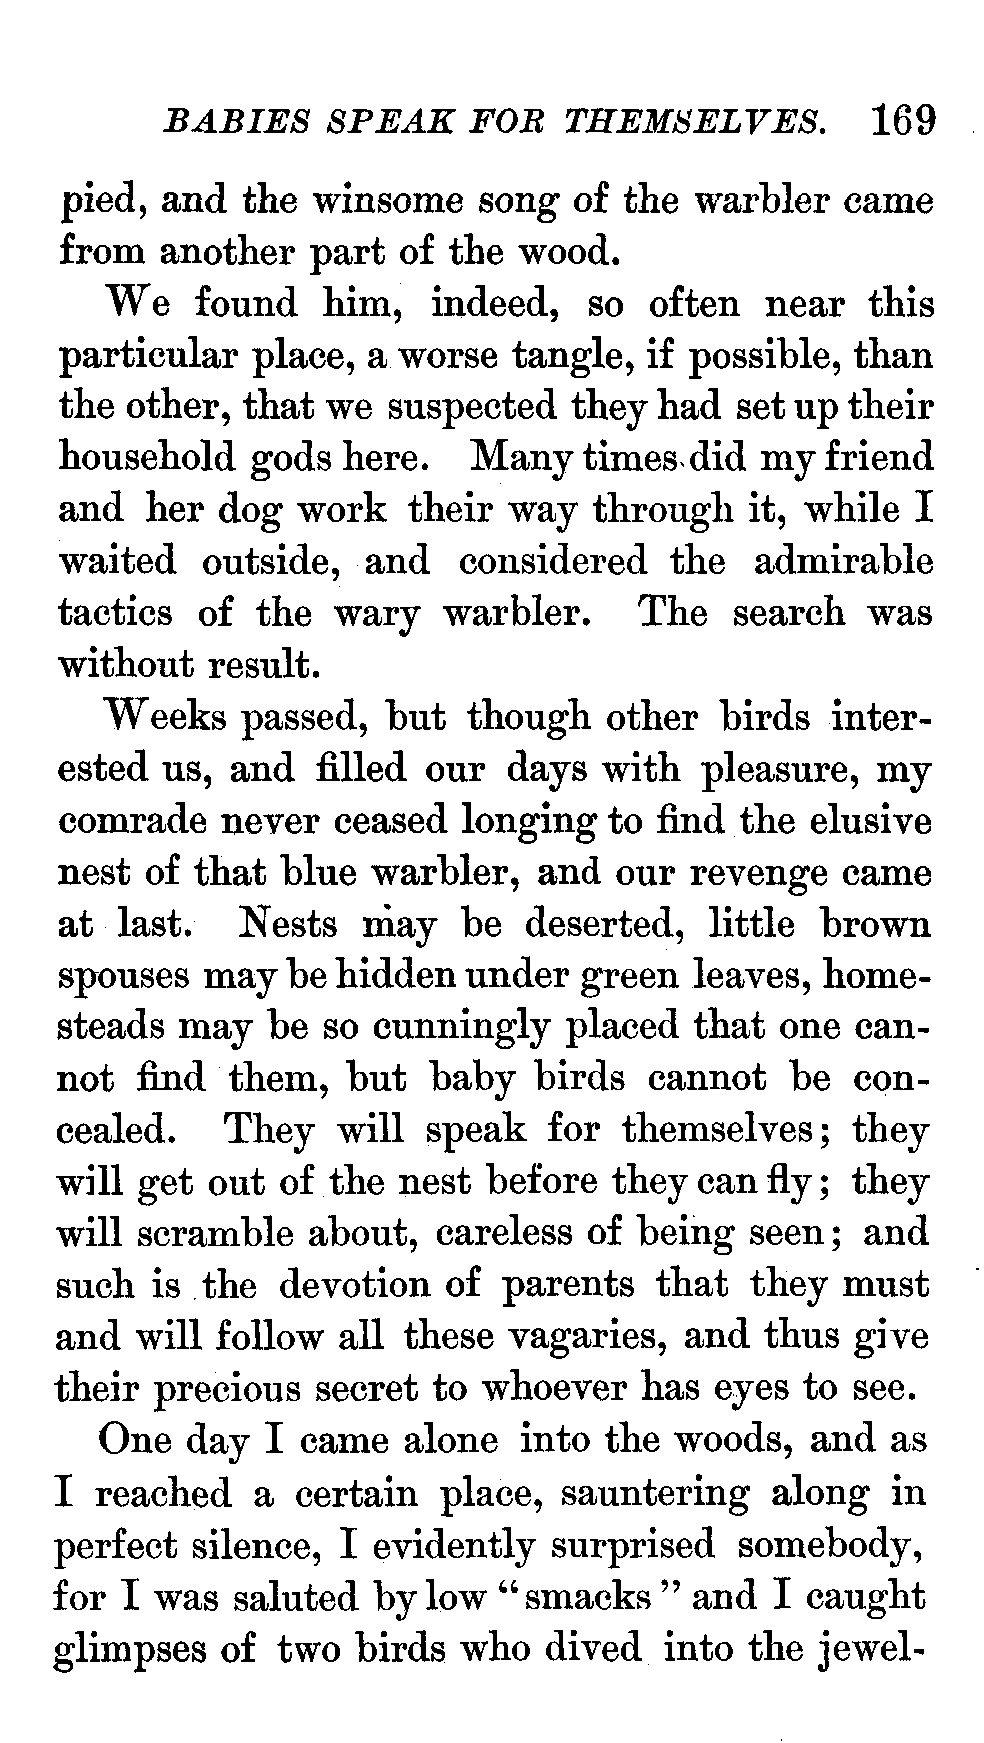 BABIES SPEAK FOR THEMSELVES. 169
pied, and the winsome song of the warbler came
from another part of the wood.
We found him, indeed, so often near this
particular place, a worse tangle, if possible, than
the other, that we suspected they had set up their
household gods here. Many times did my friend
and her dog work their way through it, while I
waited outside, and considered the admirable
tactics of the wary warbler. The search was
without result.
Weeks passed, but though other birds inter-
ested us, and filled our days with pleasure, my
comrade never ceased longing to find the elusive
nest of that blue warbler, and our revenge came
at last. Nests may be deserted, little brown
spouses may be hidden under green leaves, home-
steads may be so cunningly placed that one can-
not find them, but baby birds cannot be con-
cealed. They will speak for themselves; they
will get out of the nest before they can fly; they
will scramble about, careless of being seen; and
such is the devotion of parents that they must
and will follow all these vagaries, and thus give
their precious secret to whoever has eyes to see.
One day I came alone into the woods, and as
I reached a certain place, sauntering along in
perfect silence, I evidently surprised somebody,
for I was saluted by low "smacks" and I caught
glimpses of two birds who dived into the jewel-